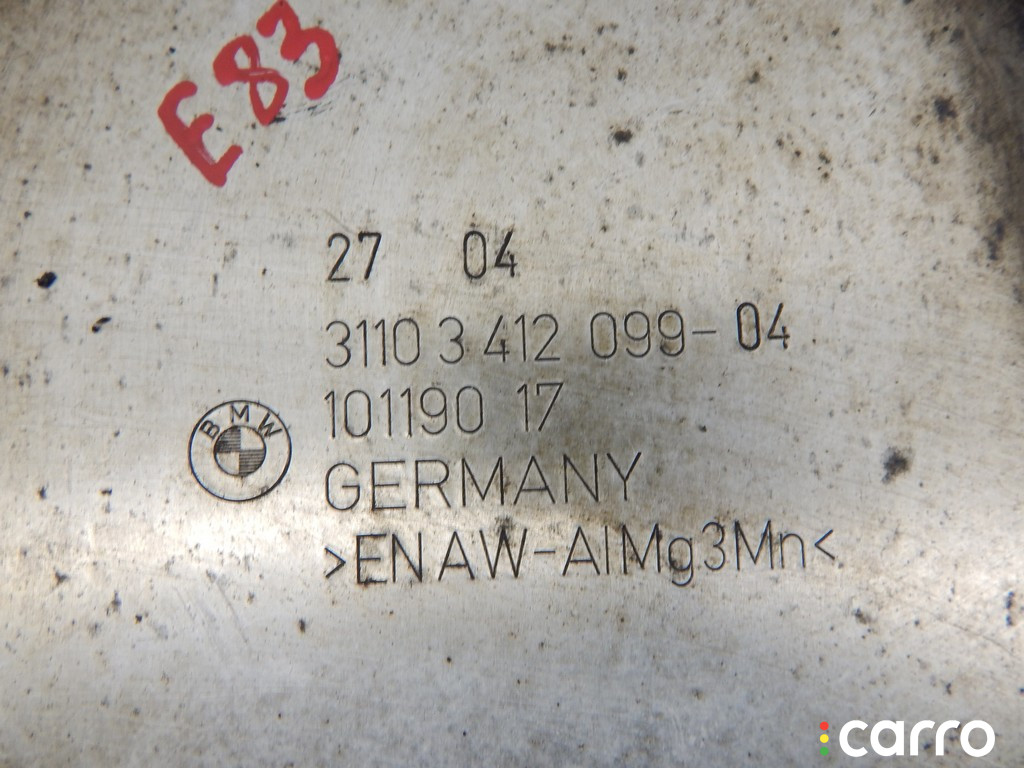 E83
27 04
3110 3 412 099-04
101190 17
BMW
GERMANY
>EN AW-AlMg3Mn<
carro